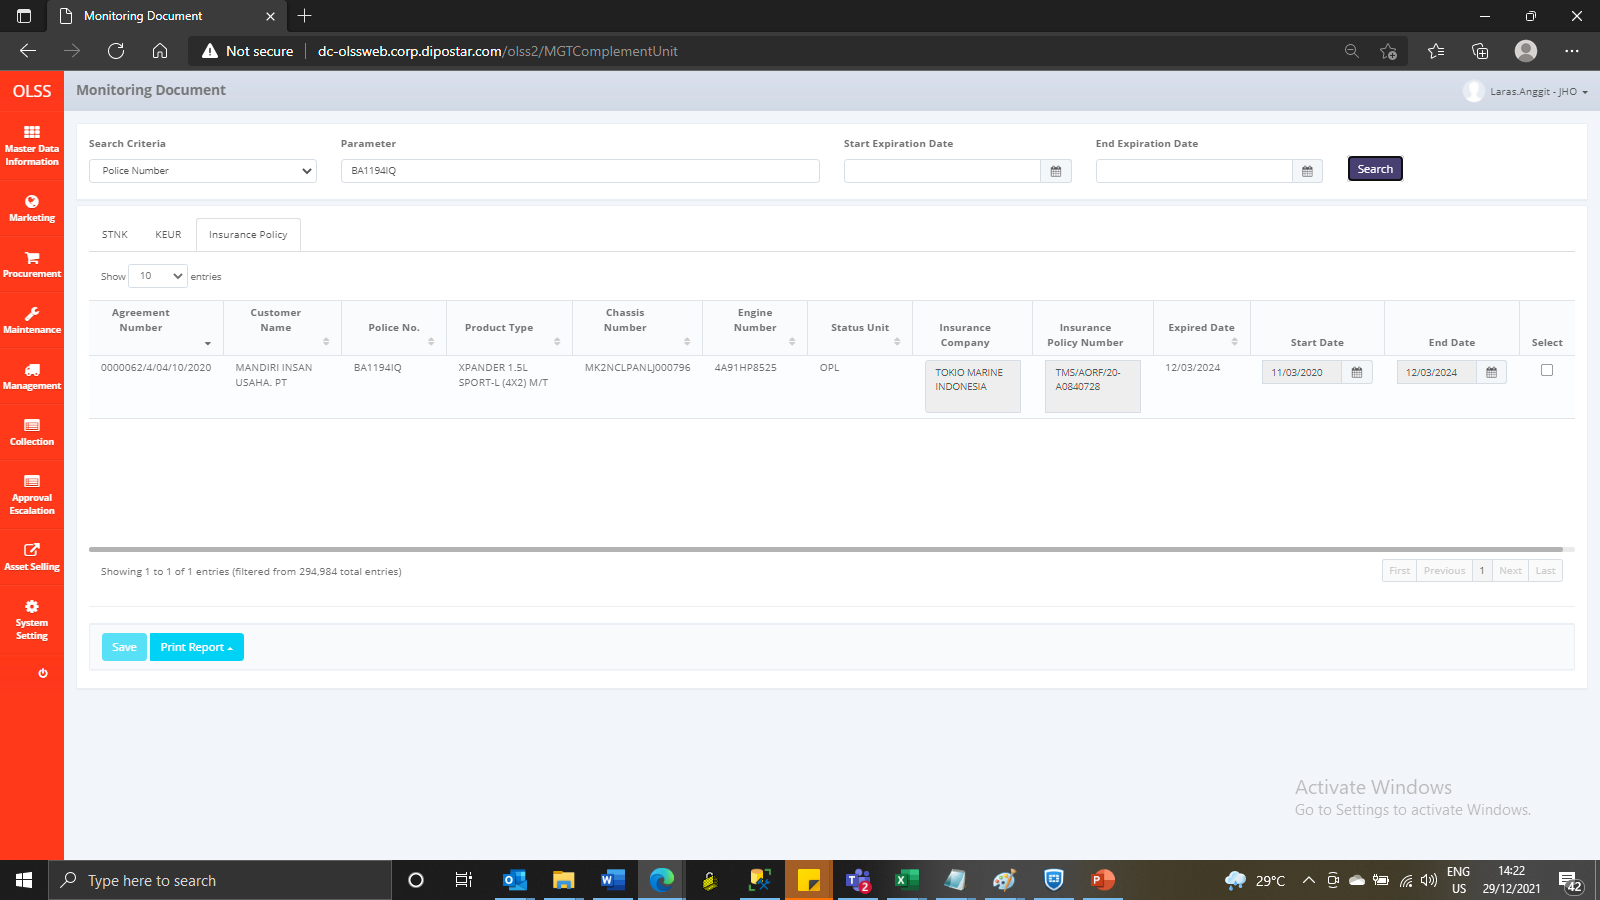 Monitoring Document
Not secure
dc-olssweb.corp.dipostar.com/olss2/MGTComplementUnit
OLSS
Monitoring Document
Laras.Anggit - JHO
Master Data
Information
Marketing
Procurement
Maintenance
Management
Collection
Approval
Escalation
Asset Selling
System
Setting
Search Criteria
Parameter
Start Expiration Date
End Expiration Date
Police Number
BA1194IQ
Search
STNK
KEUR
Insurance Policy
Show 10 entries
Agreement
Number
Customer
Name
Police No.
Product Type
Chassis
Number
Engine
Number
Status Unit
Insurance
Company
Insurance
Policy Number
Expired Date
Start Date
End Date
Select
0000062/4/04/10/2020
MANDIRI INSAN
USAHA. PT
BA1194IQ
XPANDER 1.5L
SPORT-L (4X2) M/T
MK2NCLPANLJ000796
4A91HP8525
OPL
TOKIO MARINE
INDONESIA
TMS/AORF/20-
A0840728
12/03/2024
11/03/2020
12/03/2024
Showing 1 to 1 of 1 entries (filtered from 294,984 total entries)
First
Previous
1
Next
Last
Save
Print Report
Activate Windows
Go to Settings to activate Windows.
Type here to search
2
29°C
ENG
US
14:22
29/12/2021
42